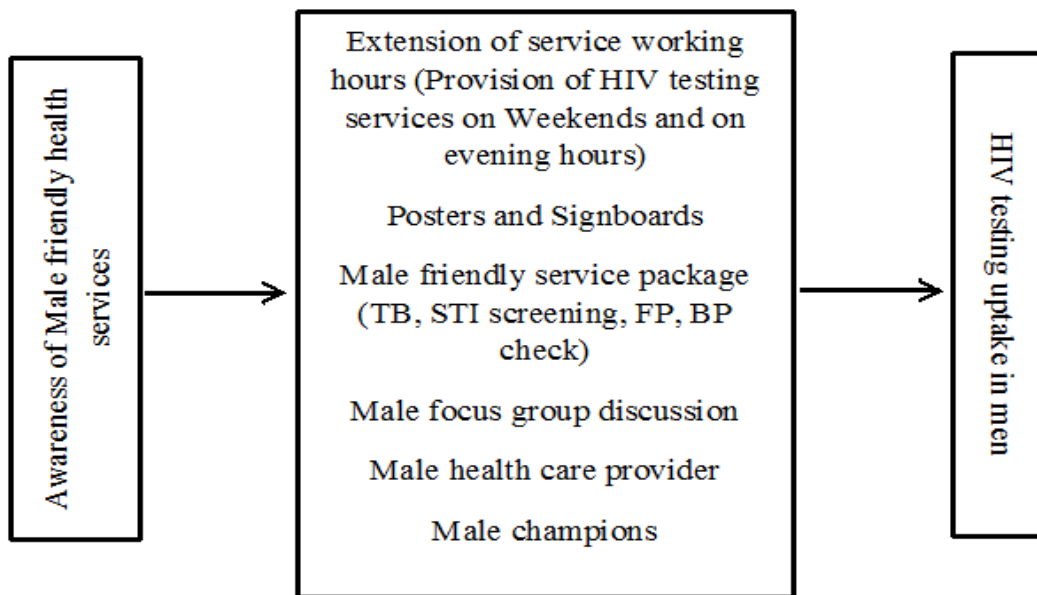 Awareness of Male friendly health
services
Extension of service working
hours (Provision of HIV testing
services on Weekends and on
evening hours)
Posters and Signboards
Male friendly service package
(TB, STI screening, FP, BP
check)
Male focus group discussion
Male health care provider
Male champions
HIV testing uptake in men